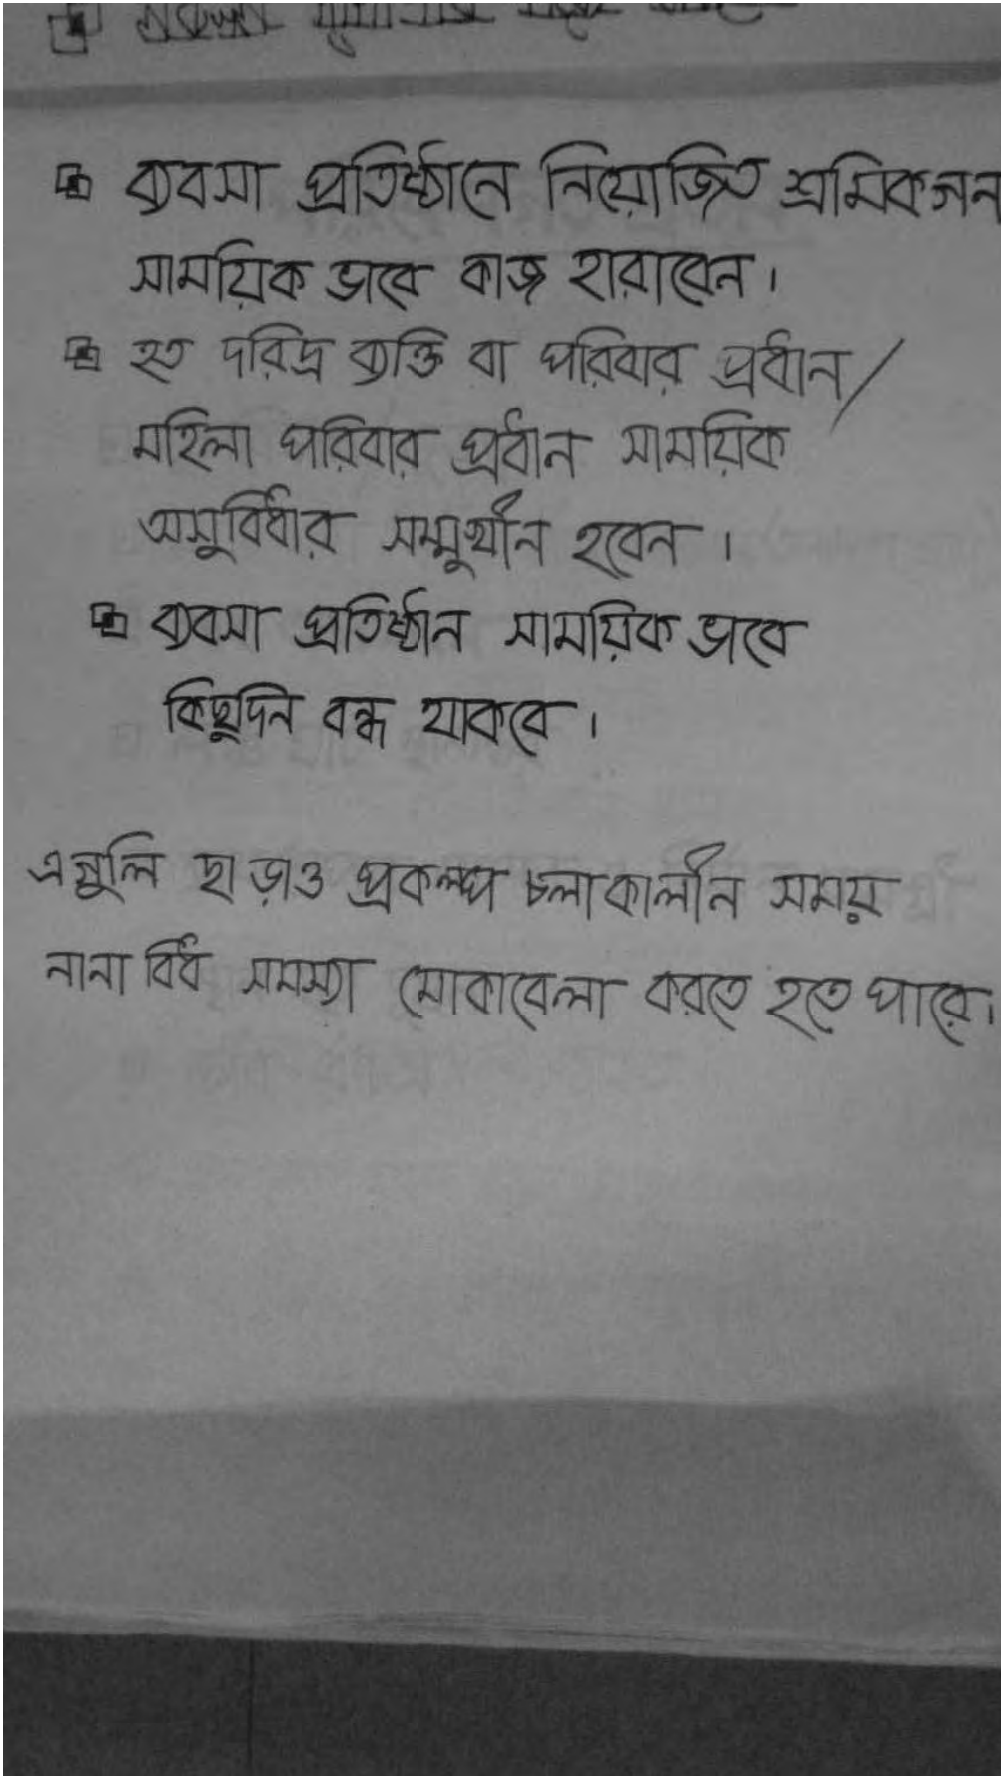 ব্যবসা প্রতিষ্ঠানে নিয়োজিত শ্রমিকগন
সাময়িক ভাবে কাজ হারাবেন।
হত দরিদ্র ব্যক্তি বা পরিবার প্রধান/
মহিলা পরিবার প্রধান সাময়িক
অসুবিধার সম্মুখীন হবেন।
ব্যবসা প্রতিষ্ঠান সাময়িক ভাবে
কিছুদিন বন্ধ থাকবে।
এগুলি ছাড়াও প্রকল্প চলাকালীন সময়
নানা বিধ সমস্যা মোকাবেলা করতে হতে পারে।